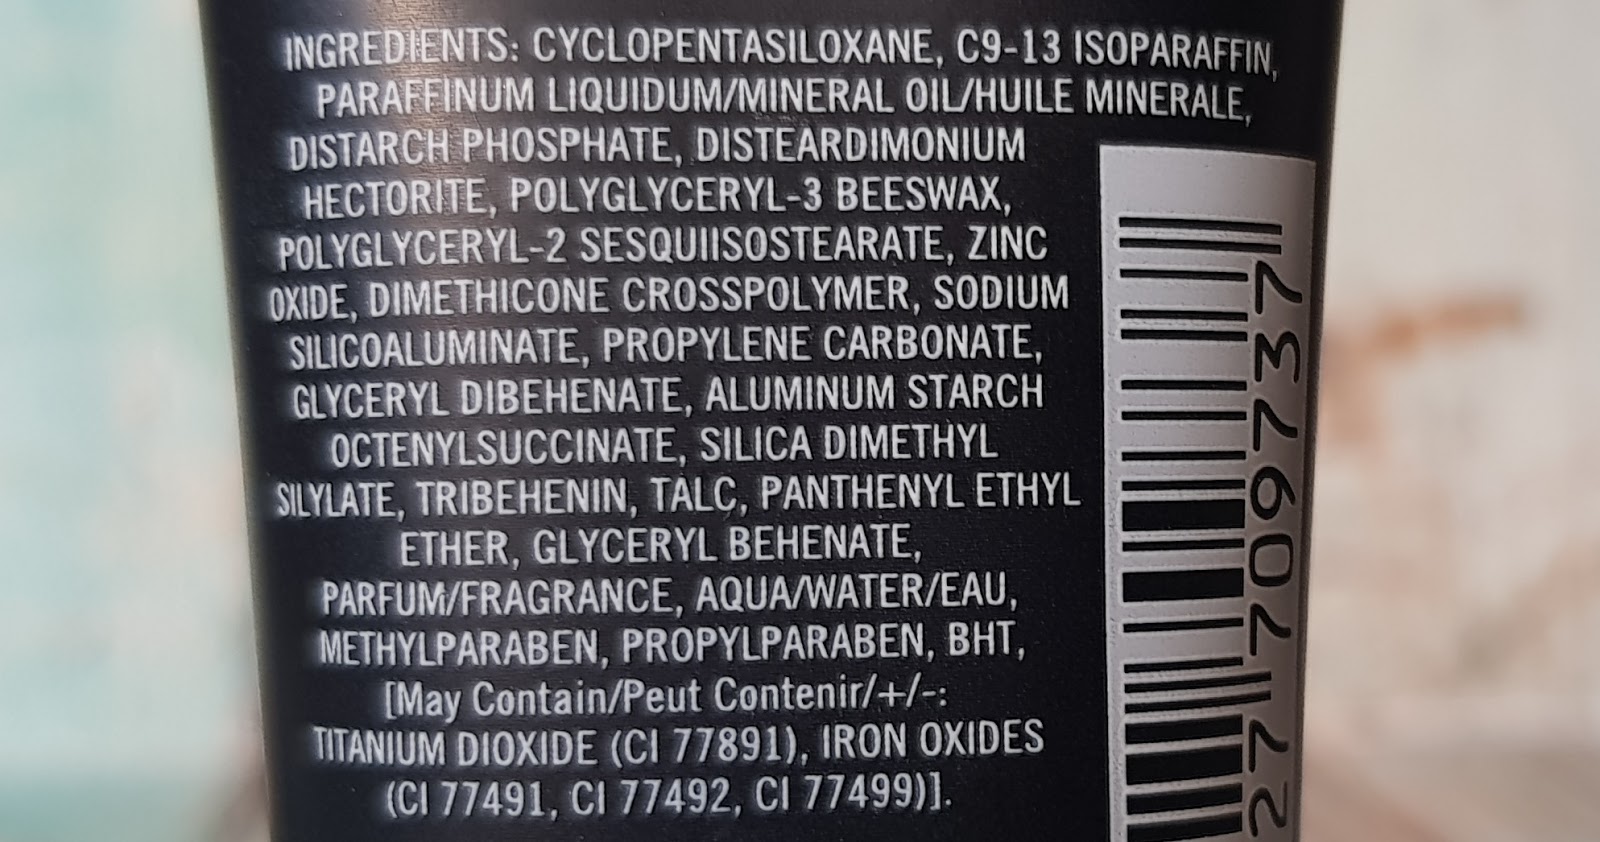 INGREDIENTS: CYCLOPENTASILOXANE, C9-13 ISOPARAFFIN,
PARAFFINUM LIQUIDUM/MINERAL OIL/HUILE MINERALE,
DISTARCH PHOSPHATE, DISTEARDIMONIUM
HECTORITE, POLYGLYCERYL-3 BEESWAX,
POLYGLYCERYL-2 SESQUIISOSTEARATE, ZINC
OXIDE, DIMETHICONE CROSSPOLYMER, SODIUM
SILICOALUMINATE, PROPYLENE CARBONATE,
GLYCERYL DIBEHENATE, ALUMINUM STARCH
OCTENYLSUCCINATE, SILICA DIMETHYL
SILYLATE, TRIBEHENIN, TALC, PANTHENYL ETHYL
ETHER, GLYCERYL BEHENATE,
PARFUM/FRAGRANCE, AQUA/WATER/EAU,
METHYLPARABEN, PROPYLPARABEN, BHT,
[May Contain/Peut Contenir/+/-:
TITANIUM DIOXIDE (CI 77891), IRON OXIDES
(CI 77491, CI 77492, CI 77499)].
27 709737